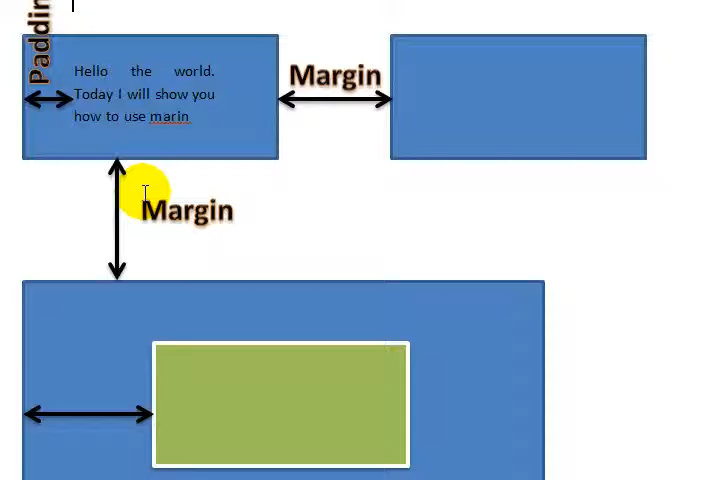 Paddin
Hello the world.
Today I will show you
how to use marin
Margin
Margin